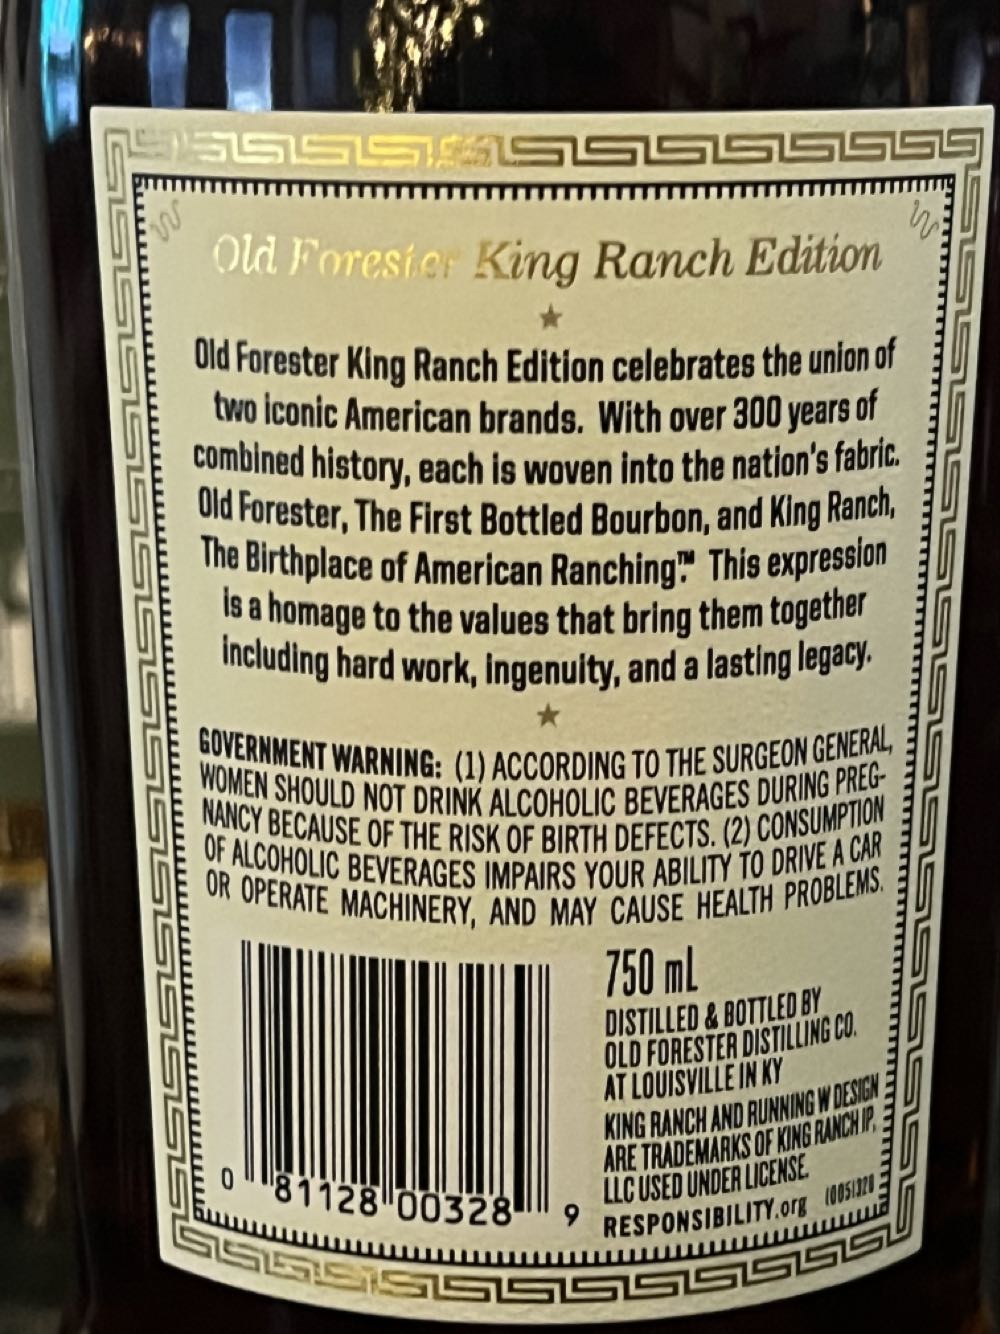 Old Forester King Ranch Edition
Old Forester King Ranch Edition celebrates the union of
two iconic American brands. With over 300 years of
combined history, each is woven into the nation's fabric.
Old Forester, The First Bottled Bourbon, and King Ranch,
The Birthplace of American Ranching™. This expression
is a homage to the values that bring them together
including hard work, ingenuity, and a lasting legacy.
GOVERNMENT WARNING: (1) ACCORDING TO THE SURGEON GENERAL,
WOMEN SHOULD NOT DRINK ALCOHOLIC BEVERAGES DURING PREG-
NANCY BECAUSE OF THE RISK OF BIRTH DEFECTS. (2) CONSUMPTION
OF ALCOHOLIC BEVERAGES IMPAIRS YOUR ABILITY TO DRIVE A CAR
OR OPERATE MACHINERY, AND MAY CAUSE HEALTH PROBLEMS.
0 81128 00328 9
750 mL
DISTILLED & BOTTLED BY
OLD FORESTER DISTILLING CO.
AT LOUISVILLE IN KY
KING RANCH AND RUNNING W DESIGN
ARE TRADEMARKS OF KING RANCH IP,
LLC USED UNDER LICENSE.
RESPONSIBILITY.org 10051320